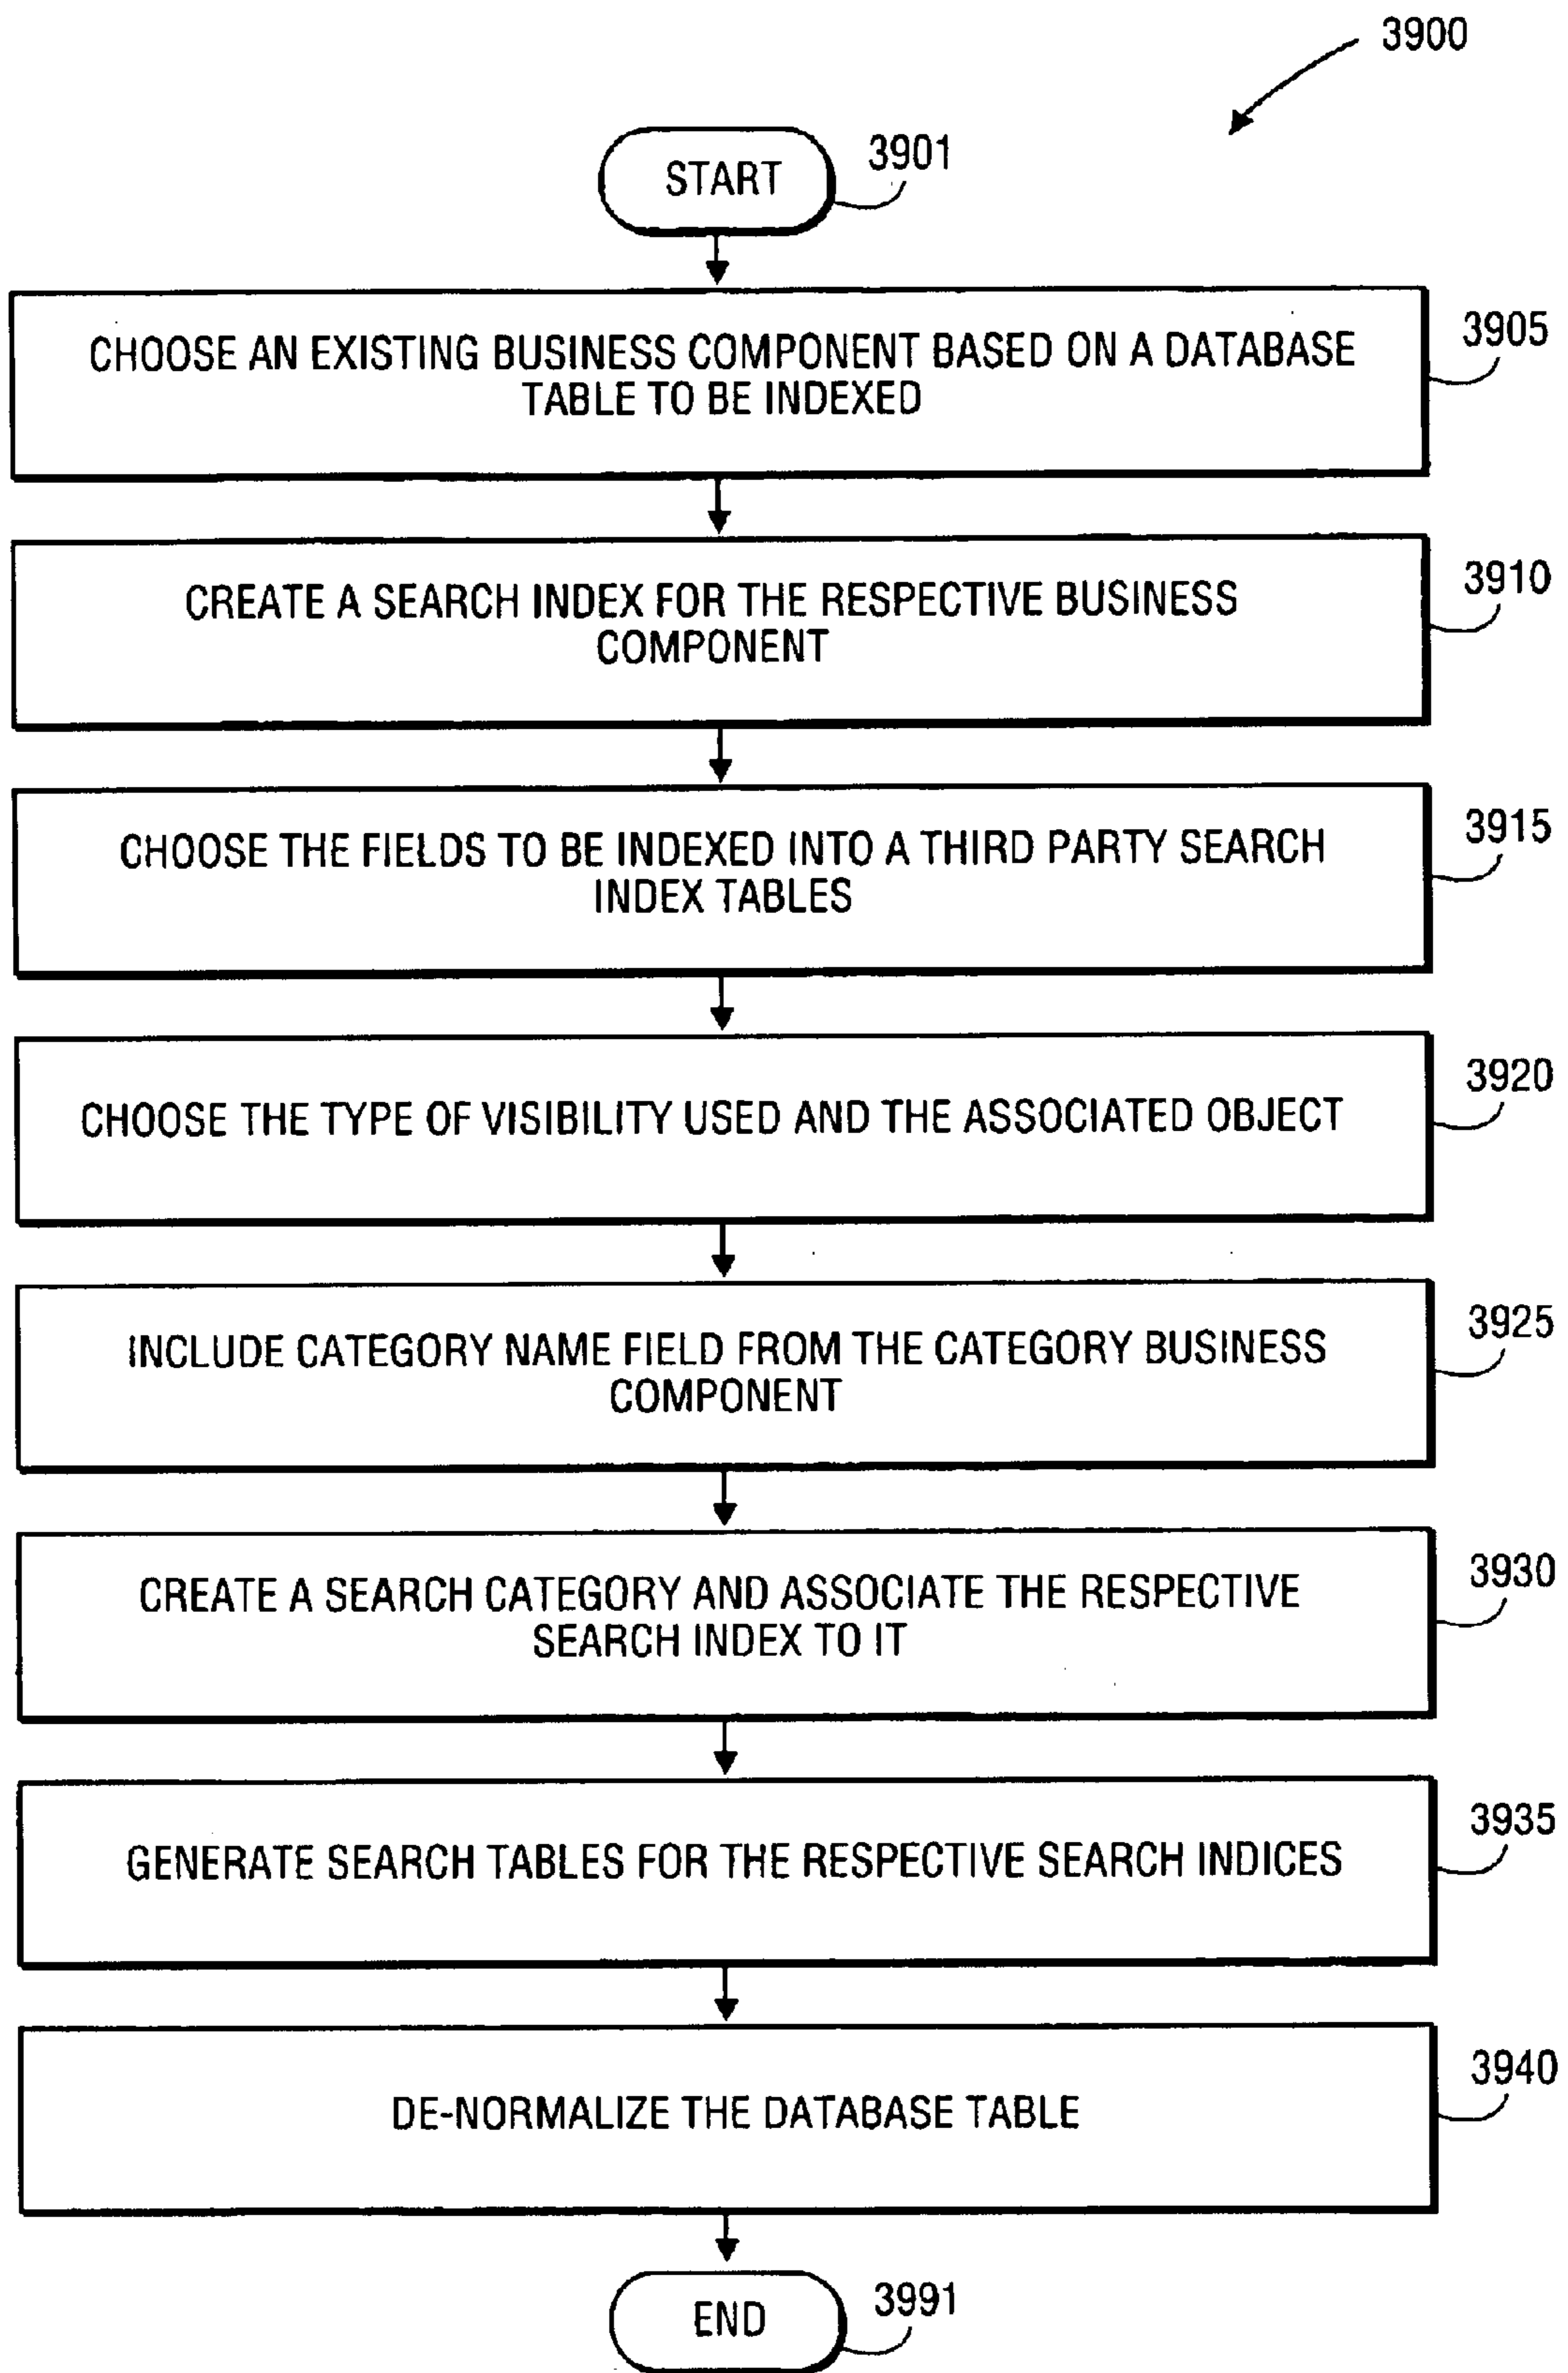 3900
START
3901
CHOOSE AN EXISTING BUSINESS COMPONENT BASED ON A DATABASE
TABLE TO BE INDEXED
3905
CREATE A SEARCH INDEX FOR THE RESPECTIVE BUSINESS
COMPONENT
3910
CHOOSE THE FIELDS TO BE INDEXED INTO A THIRD PARTY SEARCH
INDEX TABLES
3915
CHOOSE THE TYPE OF VISIBILITY USED AND THE ASSOCIATED OBJECT
3920
INCLUDE CATEGORY NAME FIELD FROM THE CATEGORY BUSINESS
COMPONENT
3925
CREATE A SEARCH CATEGORY AND ASSOCIATE THE RESPECTIVE
SEARCH INDEX TO IT
3930
GENERATE SEARCH TABLES FOR THE RESPECTIVE SEARCH INDICES
3935
DE-NORMALIZE THE DATABASE TABLE
3940
END
3991